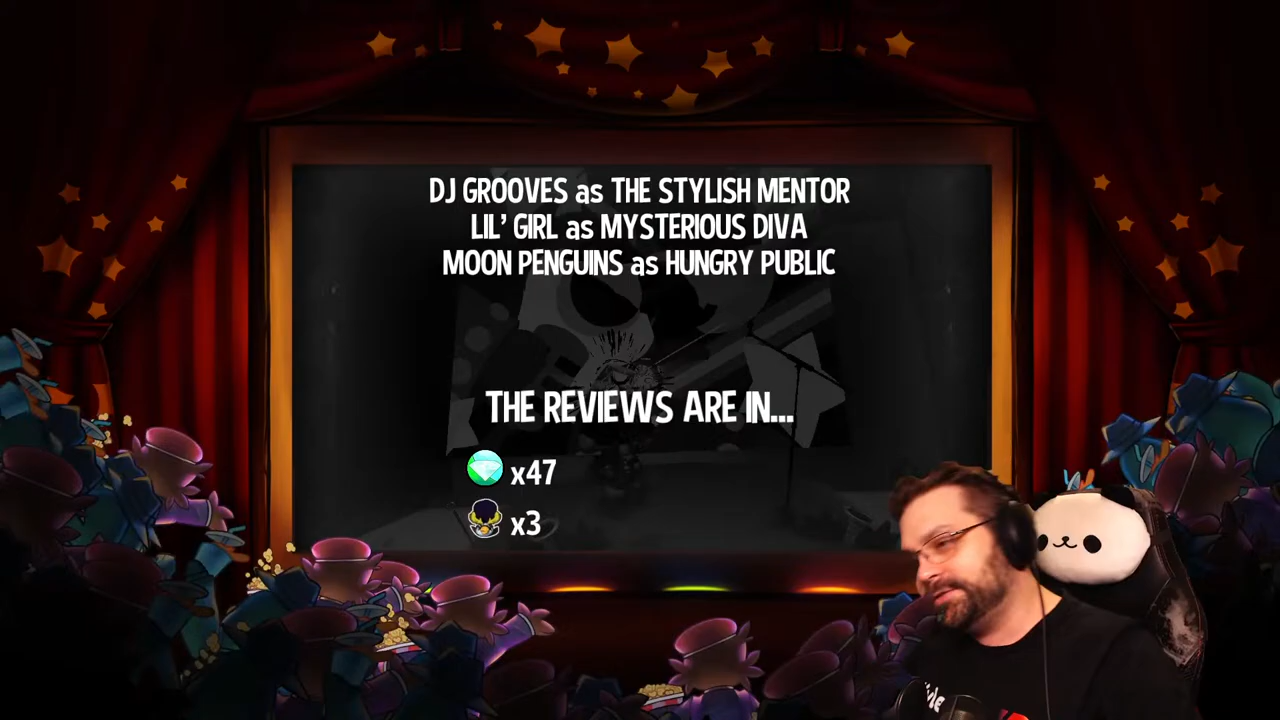 DJ GROOVES as THE STYLISH MENTOR
LIL' GIRL as MYSTERIOUS DIVA
MOON PENGUINS as HUNGRY PUBLIC
THE REVIEWS ARE IN...
x47
x3